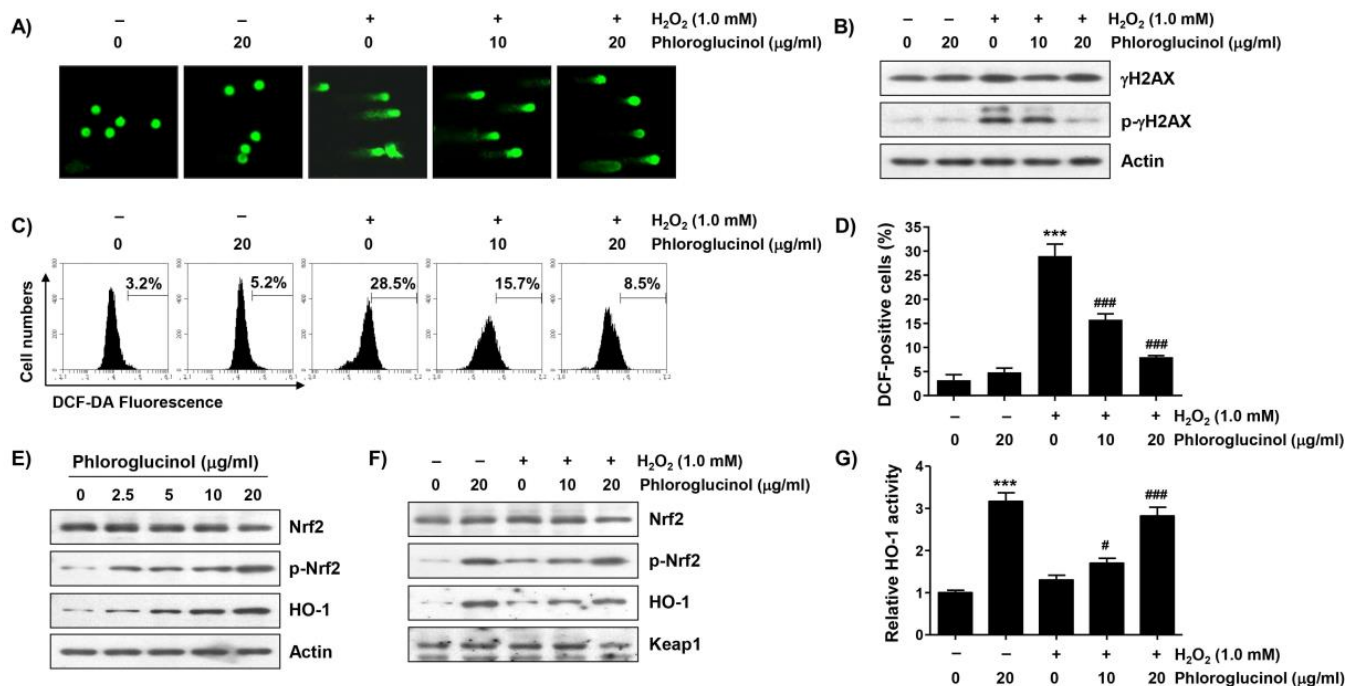 A)
– – + + + H₂O₂ (1.0 mM)
0 20 0 10 20 Phloroglucinol (μg/ml)
B)
– – + + + H₂O₂ (1.0 mM)
0 20 0 10 20 Phloroglucinol (μg/ml)
γH2AX
p-γH2AX
Actin
C)
– – + + + H₂O₂ (1.0 mM)
0 20 0 10 20 Phloroglucinol (μg/ml)
Cell numbers
3.2% 5.2% 28.5% 15.7% 8.5%
DCF-DA Fluorescence
D)
DCF-positive cells (%)
35
30
25
20
15
10
5
0
*** ### ###
– – + + + H₂O₂ (1.0 mM)
0 20 0 10 20 Phloroglucinol (μg/ml)
E)
Phloroglucinol (μg/ml)
0 2.5 5 10 20
Nrf2
p-Nrf2
HO-1
Actin
F)
– – + + + H₂O₂ (1.0 mM)
0 20 0 10 20 Phloroglucinol (μg/ml)
Nrf2
p-Nrf2
HO-1
Keap1
G)
Relative HO-1 activity
4
3
2
1
0
*** # ###
– – + + + H₂O₂ (1.0 mM)
0 20 0 10 20 Phloroglucinol (μg/ml)